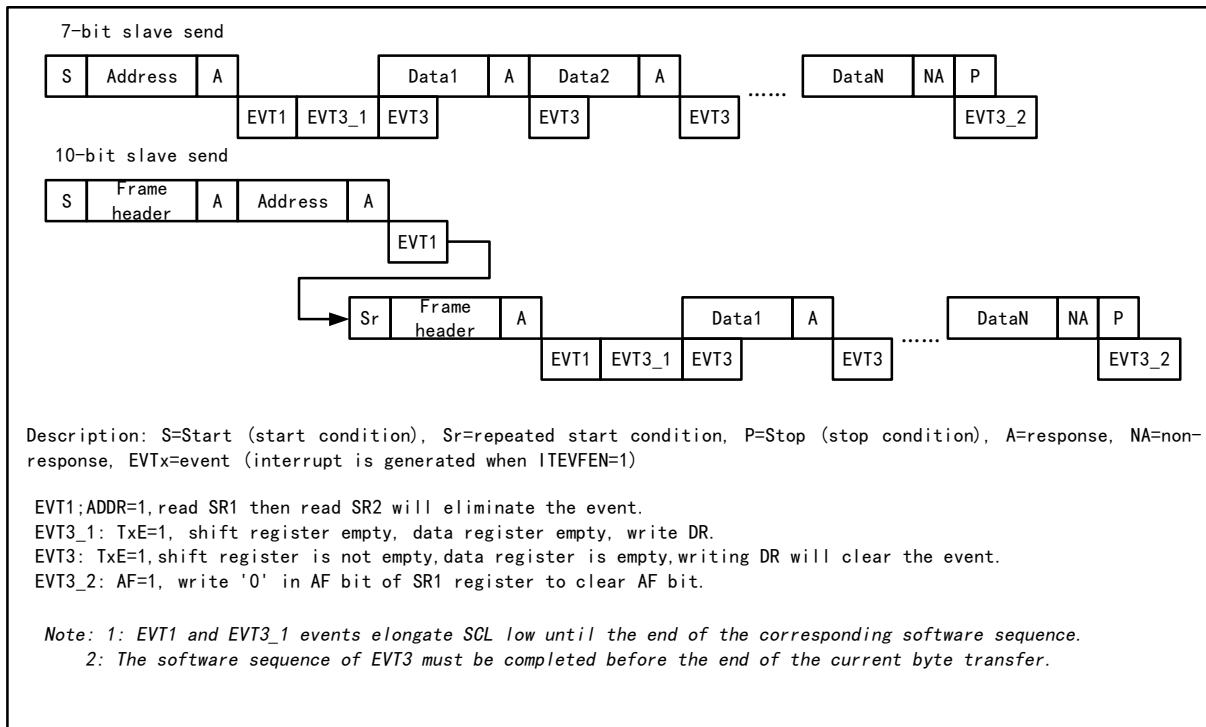 7-bit slave send
S Address A Data1 A Data2 A ...... DataN NA P
EVT1 EVT3_1 EVT3 EVT3 EVT3 EVT3_2
10-bit slave send
S Frame header A Address A
EVT1
Sr Frame header A Data1 A ...... DataN NA P
EVT1 EVT3_1 EVT3 EVT3 EVT3_2
Description: S=Start (start condition), Sr=repeated start condition, P=Stop (stop condition), A=response, NA=non-
response, EVTx=event (interrupt is generated when ITEVFEN=1)
EVT1;ADDR=1,read SR1 then read SR2 will eliminate the event.
EVT3_1: TxE=1, shift register empty, data register empty, write DR.
EVT3: TxE=1,shift register is not empty,data register is empty,writing DR will clear the event.
EVT3_2: AF=1, write '0' in AF bit of SR1 register to clear AF bit.
Note: 1: EVT1 and EVT3_1 events elongate SCL low until the end of the corresponding software sequence.
2: The software sequence of EVT3 must be completed before the end of the current byte transfer.